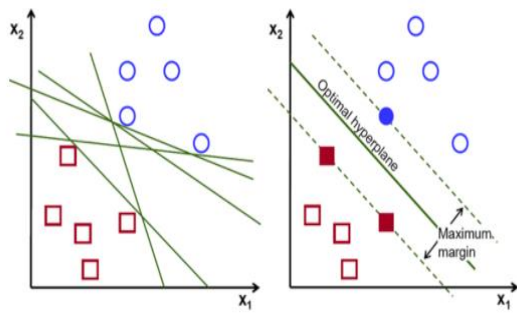 X2
X1
X2
Optimal hyperplane
Maximum.
margin
X1